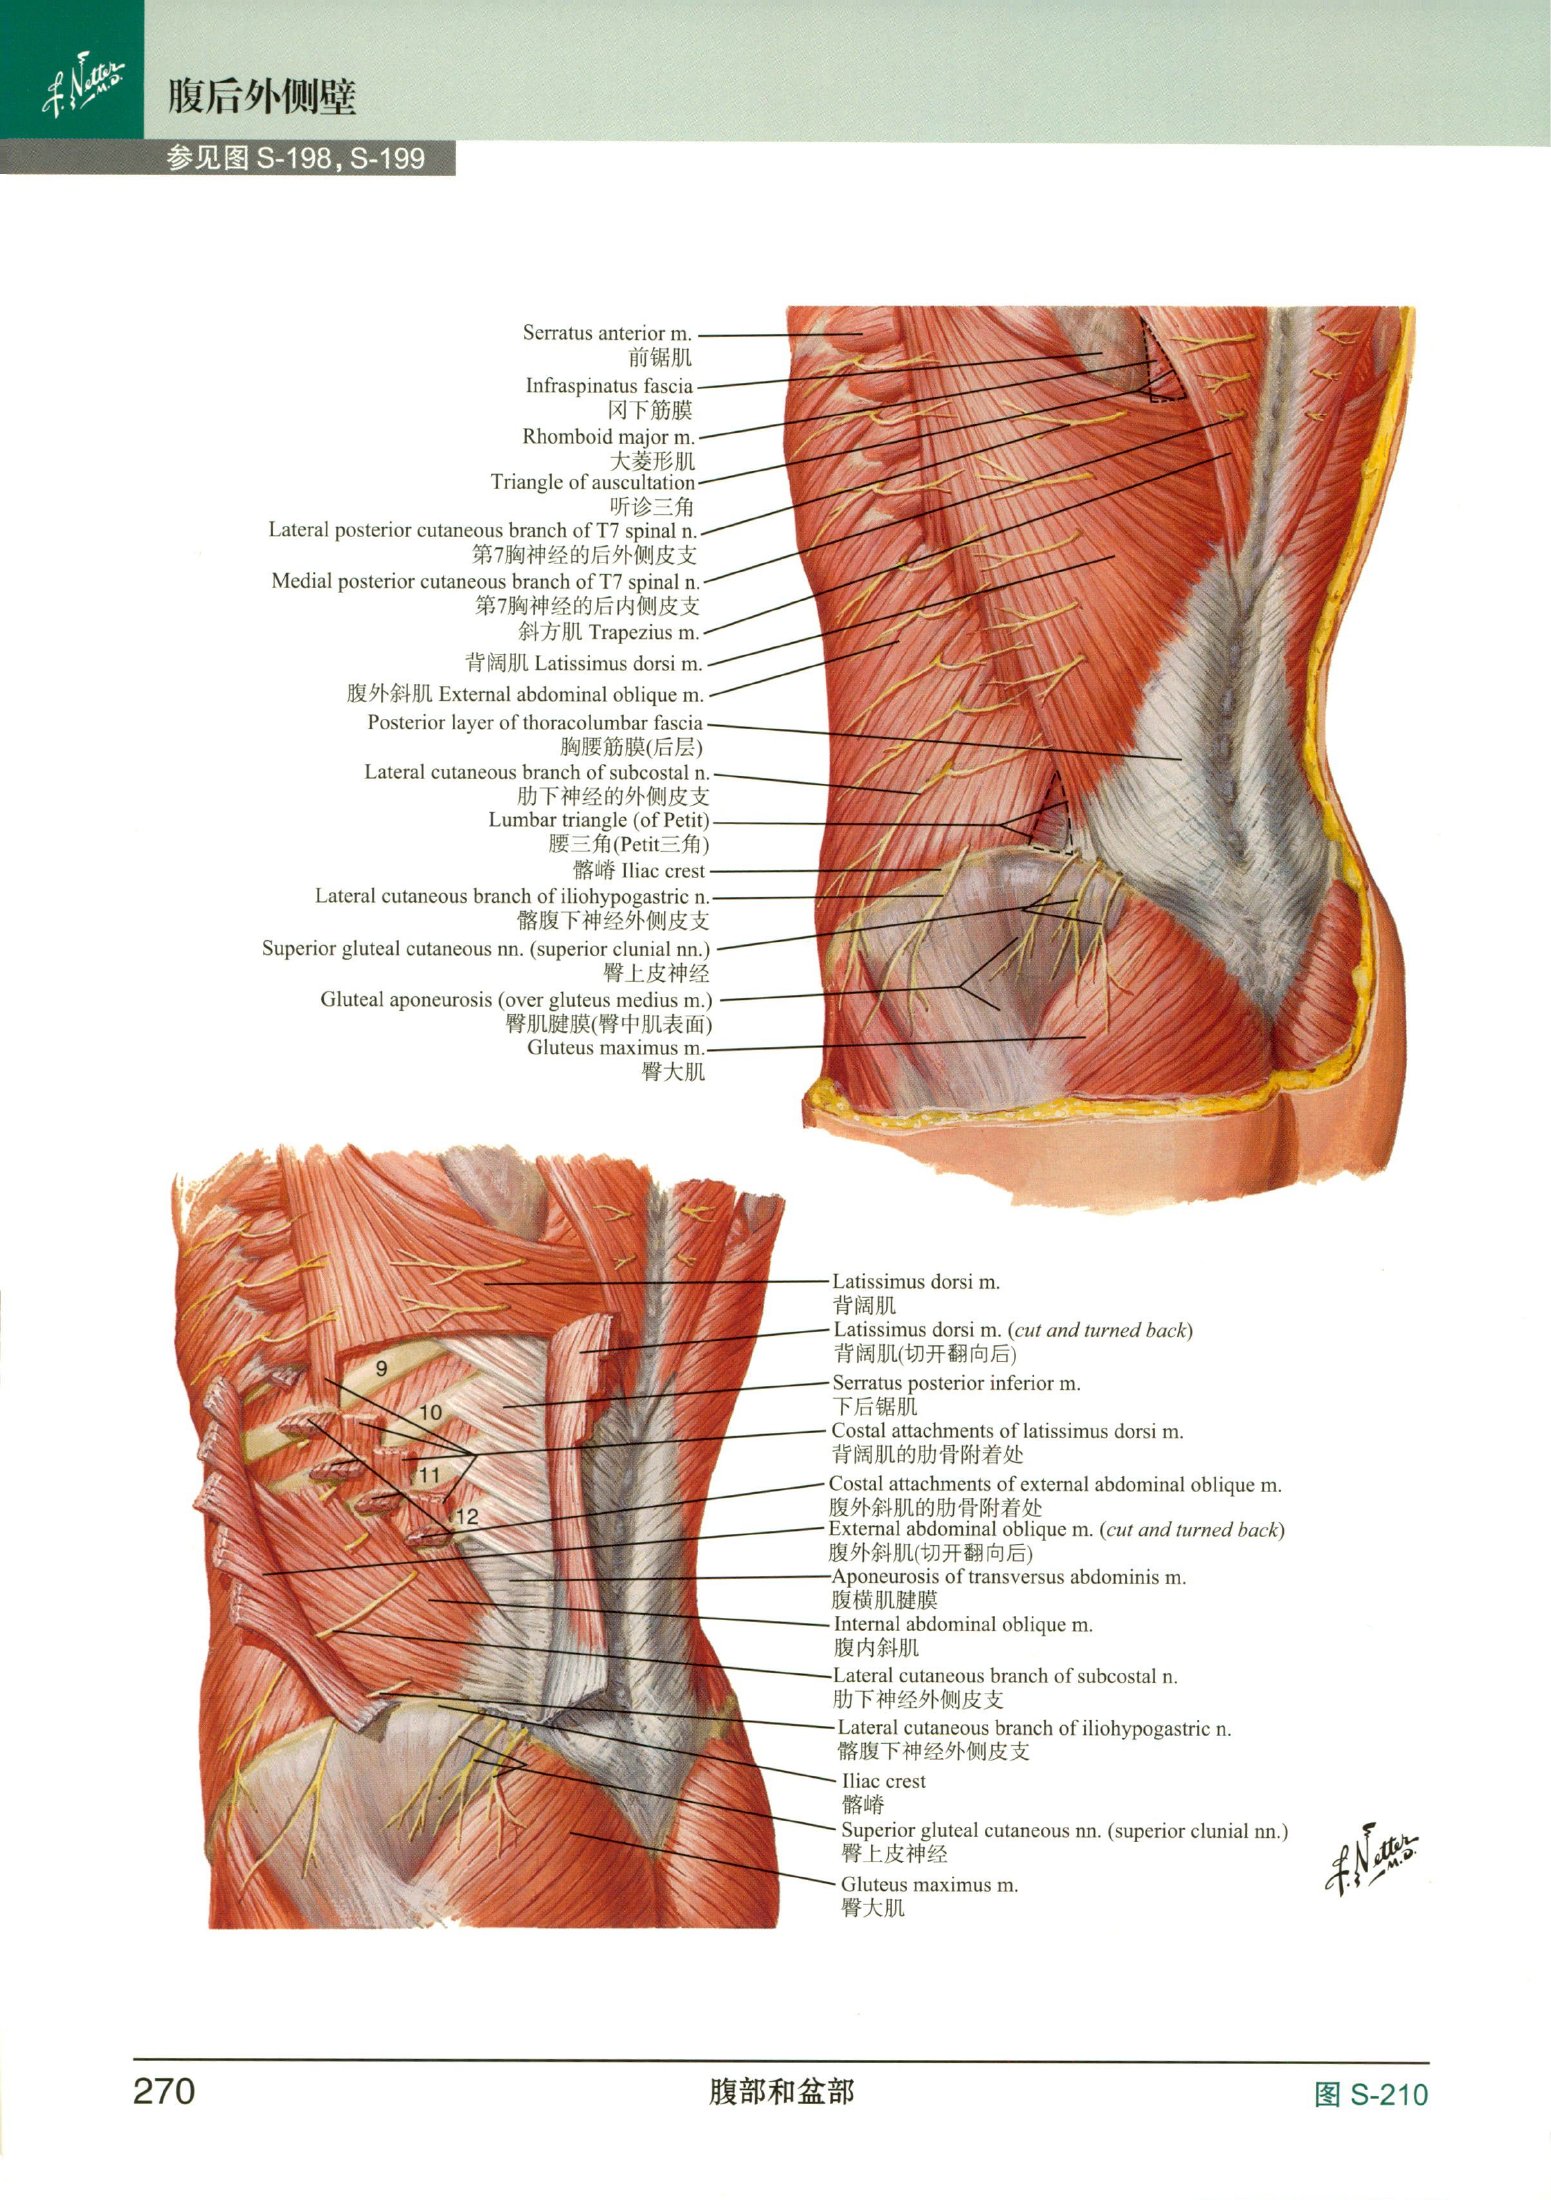 F. Netter M.D.
腹后外侧壁
参见图 S-198, S-199
Serratus anterior m.
前锯肌
Infraspinatus fascia
冈下筋膜
Rhomboid major m.
大菱形肌
Triangle of auscultation
听诊三角
Lateral posterior cutaneous branch of T7 spinal n.
第7胸神经的后外侧皮支
Medial posterior cutaneous branch of T7 spinal n.
第7胸神经的后内侧皮支
斜方肌 Trapezius m.
背阔肌 Latissimus dorsi m.
腹外斜肌 External abdominal oblique m.
Posterior layer of thoracolumbar fascia
胸腰筋膜(后层)
Lateral cutaneous branch of subcostal n.
肋下神经的外侧皮支
Lumbar triangle (of Petit)
腰三角(Petit三角)
髂嵴 Iliac crest
Lateral cutaneous branch of iliohypogastric n.
髂腹下神经外侧皮支
Superior gluteal cutaneous nn. (superior clunial nn.)
臀上皮神经
Gluteal aponeurosis (over gluteus medius m.)
臀肌腱膜(臀中肌表面)
Gluteus maximus m.
臀大肌
9
10
11
12
Latissimus dorsi m.
背阔肌
Latissimus dorsi m. (cut and turned back)
背阔肌(切开翻向后)
Serratus posterior inferior m.
下后锯肌
Costal attachments of latissimus dorsi m.
背阔肌的肋骨附着处
Costal attachments of external abdominal oblique m.
腹外斜肌的肋骨附着处
External abdominal oblique m. (cut and turned back)
腹外斜肌(切开翻向后)
Aponeurosis of transversus abdominis m.
腹横肌腱膜
Internal abdominal oblique m.
腹内斜肌
Lateral cutaneous branch of subcostal n.
肋下神经外侧皮支
Lateral cutaneous branch of iliohypogastric n.
髂腹下神经外侧皮支
Iliac crest
髂嵴
Superior gluteal cutaneous nn. (superior clunial nn.)
臀上皮神经
Gluteus maximus m.
臀大肌
F. Netter M.D.
270
腹部和盆部
图 S-210